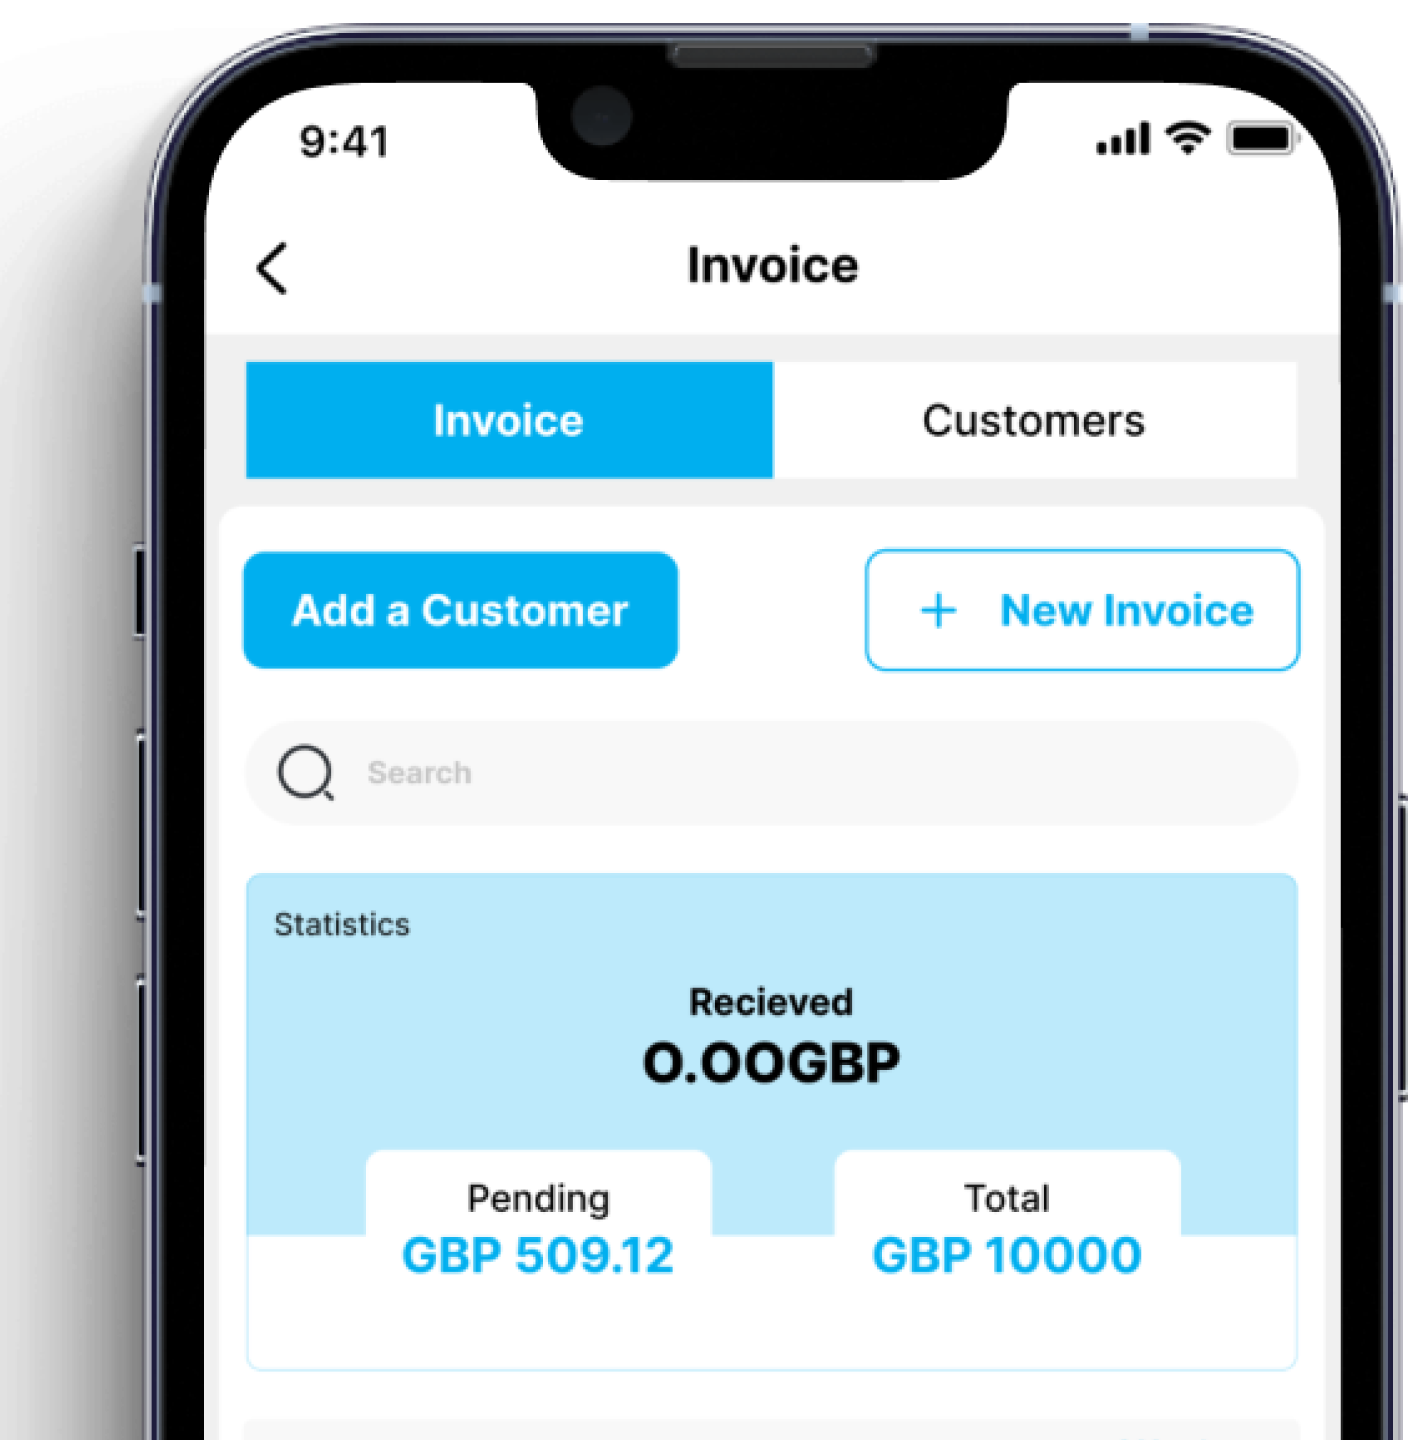 9:41
Invoice
Invoice
Customers
Add a Customer
+ New Invoice
Search
Statistics
Recieved
0.00GBP
Pending
Total
GBP 509.12
GBP 10000